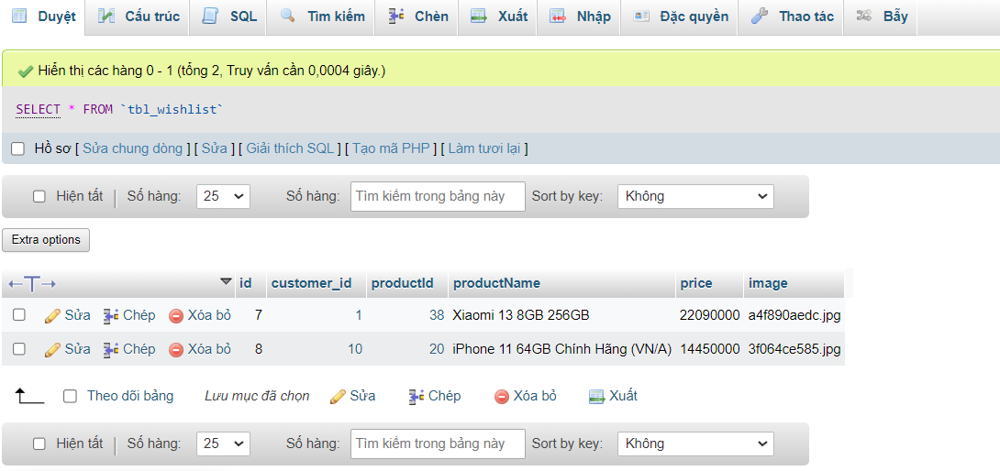 Duyệt Cấu trúc SQL Tìm kiếm Chèn Xuất Nhập Đặc quyền Thao tác Bẫy
Hiển thị các hàng 0 - 1 (tổng 2, Truy vấn cần 0,0004 giây.)
SELECT * FROM `tbl_wishlist`
Hồ sơ [ Sửa chung dòng ] [ Sửa ] [ Giải thích SQL ] [ Tạo mã PHP ] [ Làm tươi lại ]
Hiện tất | Số hàng: 25 Số hàng: Tìm kiếm trong bảng này Sort by key: Không
Extra options
←T→ id customer_id productId productName price image
Sửa Chép Xóa bỏ 7 1 38 Xiaomi 13 8GB 256GB 22090000 a4f890aedc.jpg
Sửa Chép Xóa bỏ 8 10 20 iPhone 11 64GB Chính Hãng (VN/A) 14450000 3f064ce585.jpg
Theo dõi bảng Lưu mục đã chọn Sửa Chép Xóa bỏ Xuất
Hiện tất | Số hàng: 25 Số hàng: Tìm kiếm trong bảng này Sort by key: Không